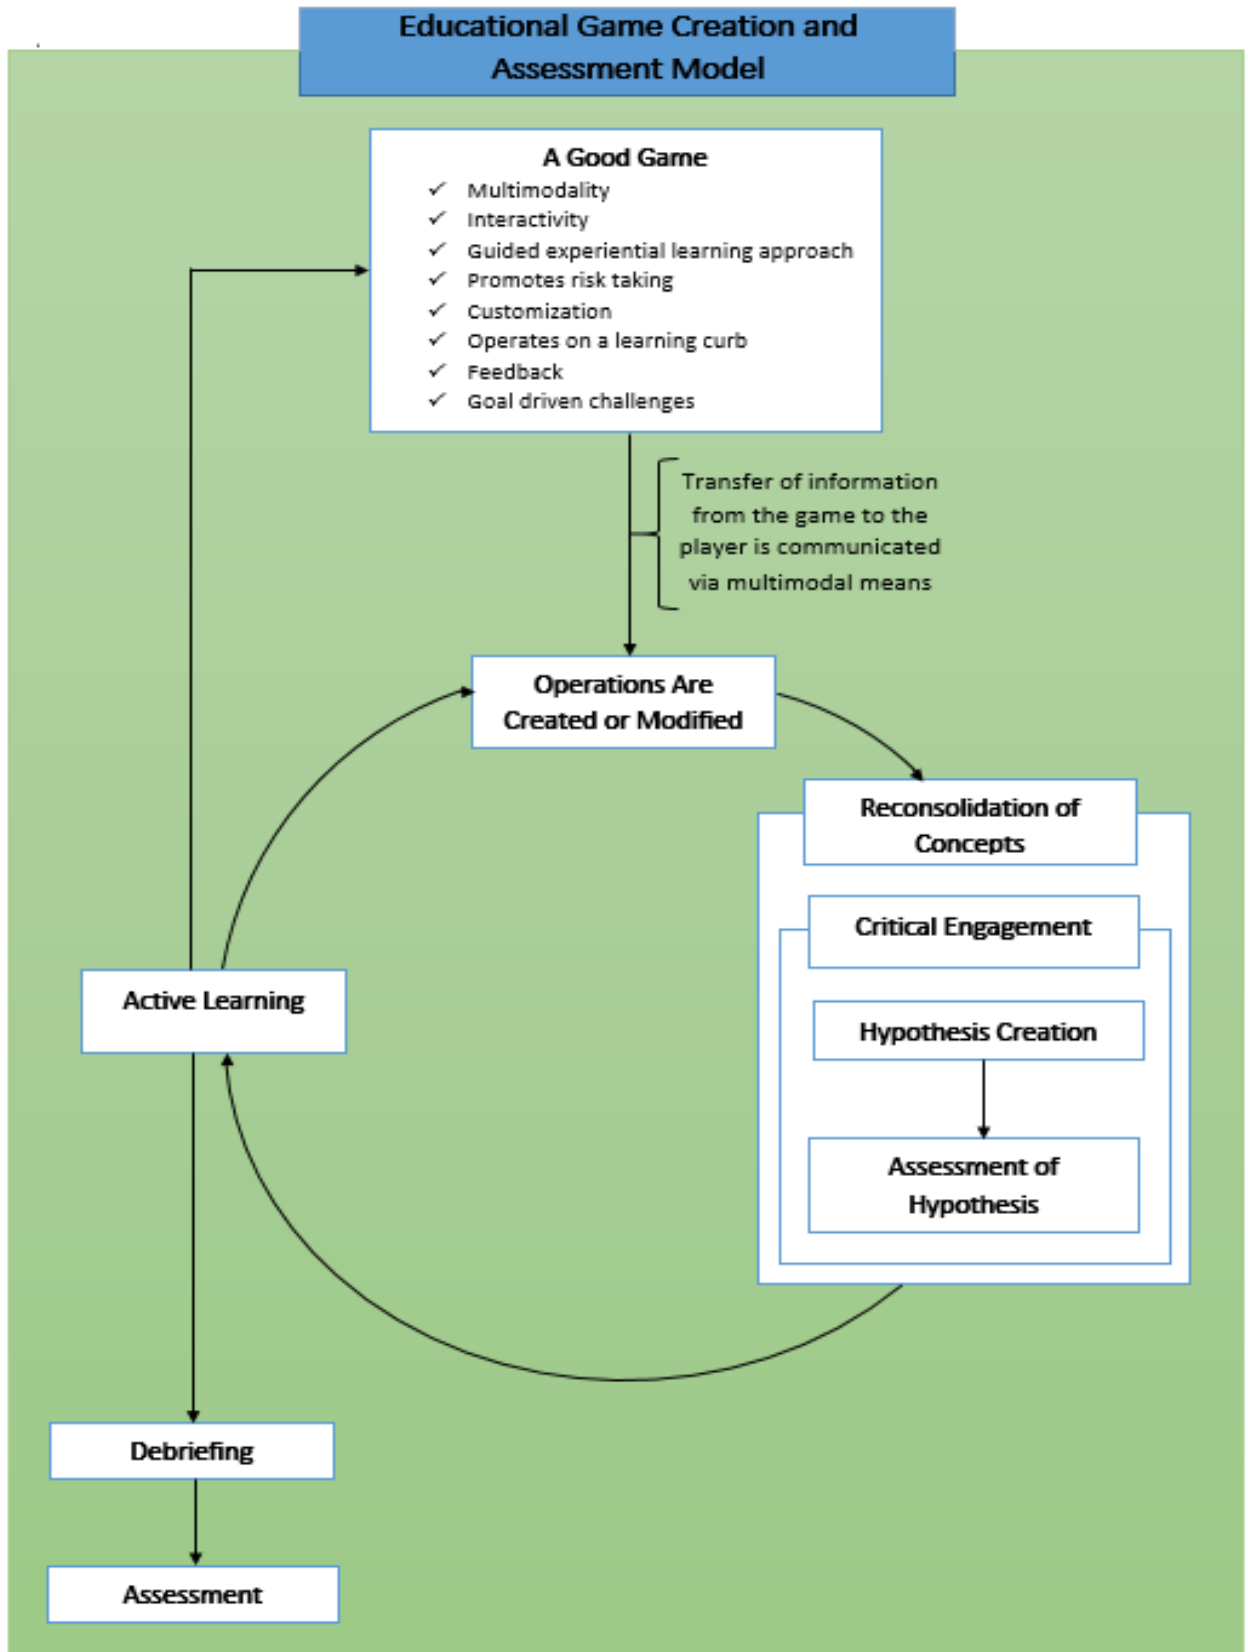 Educational Game Creation and
Assessment Model
A Good Game
✓ Multimodality
✓ Interactivity
✓ Guided experiential learning approach
✓ Promotes risk taking
✓ Customization
✓ Operates on a learning curb
✓ Feedback
✓ Goal driven challenges
Transfer of information
from the game to the
player is communicated
via multimodal means
Operations Are
Created or Modified
Reconsolidation of
Concepts
Critical Engagement
Hypothesis Creation
Assessment of
Hypothesis
Active Learning
Debriefing
Assessment